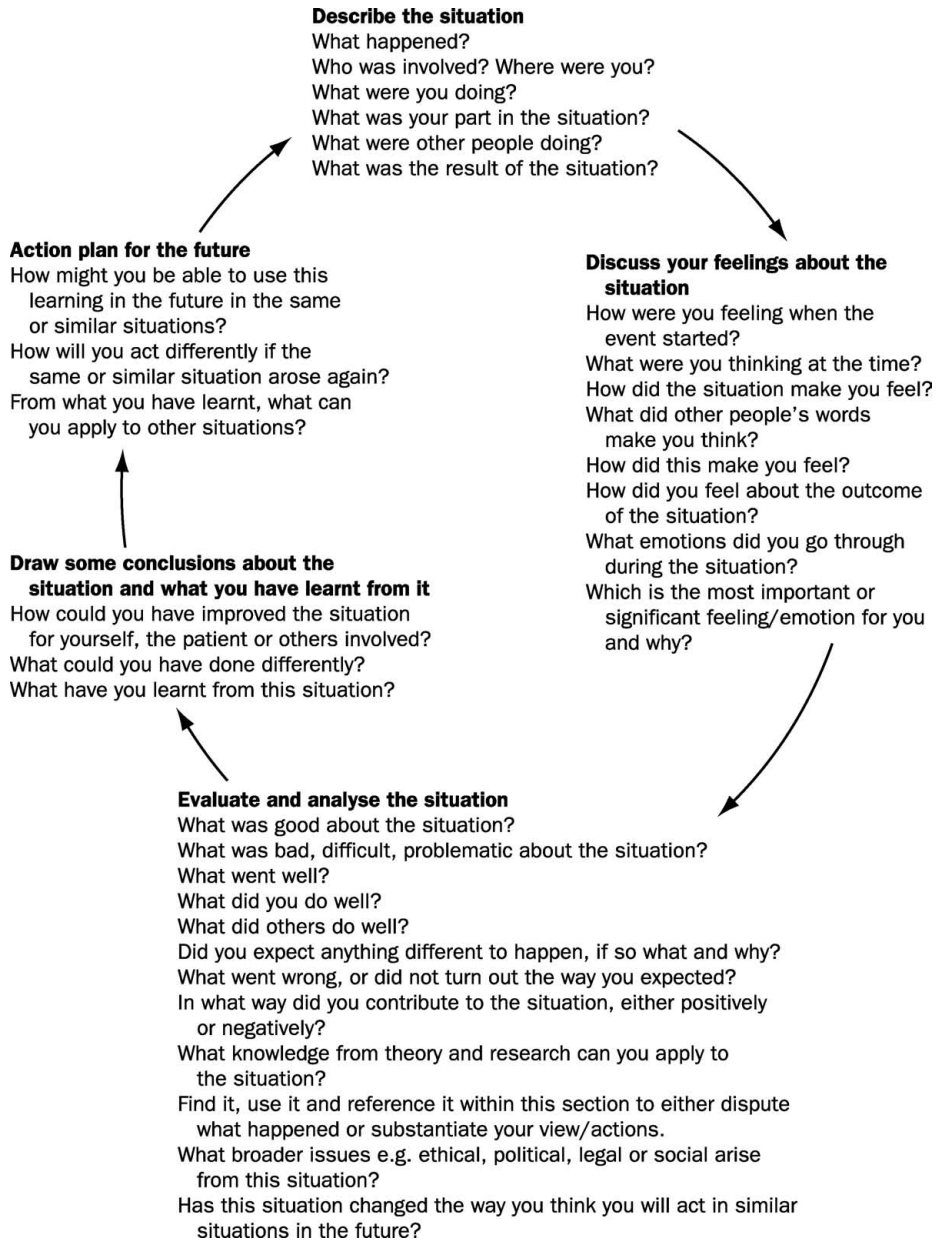 Describe the situation
What happened?
Who was involved? Where were you?
What were you doing?
What was your part in the situation?
What were other people doing?
What was the result of the situation?
Discuss your feelings about the
situation
How were you feeling when the
event started?
What were you thinking at the time?
How did the situation make you feel?
What did other people's words
make you think?
How did this make you feel?
How did you feel about the outcome
of the situation?
What emotions did you go through
during the situation?
Which is the most important or
significant feeling/emotion for you
and why?
Evaluate and analyse the situation
What was good about the situation?
What was bad, difficult, problematic about the situation?
What went well?
What did you do well?
What did others do well?
Did you expect anything different to happen, if so what and why?
What went wrong, or did not turn out the way you expected?
In what way did you contribute to the situation, either positively
or negatively?
What knowledge from theory and research can you apply to
the situation?
Find it, use it and reference it within this section to either dispute
what happened or substantiate your view/actions.
What broader issues e.g. ethical, political, legal or social arise
from this situation?
Has this situation changed the way you think you will act in similar
situations in the future?
Draw some conclusions about the
situation and what you have learnt from it
How could you have improved the situation
for yourself, the patient or others involved?
What could you have done differently?
What have you learnt from this situation?
Action plan for the future
How might you be able to use this
learning in the future in the same
or similar situations?
How will you act differently if the
same or similar situation arose again?
From what you have learnt, what can
you apply to other situations?